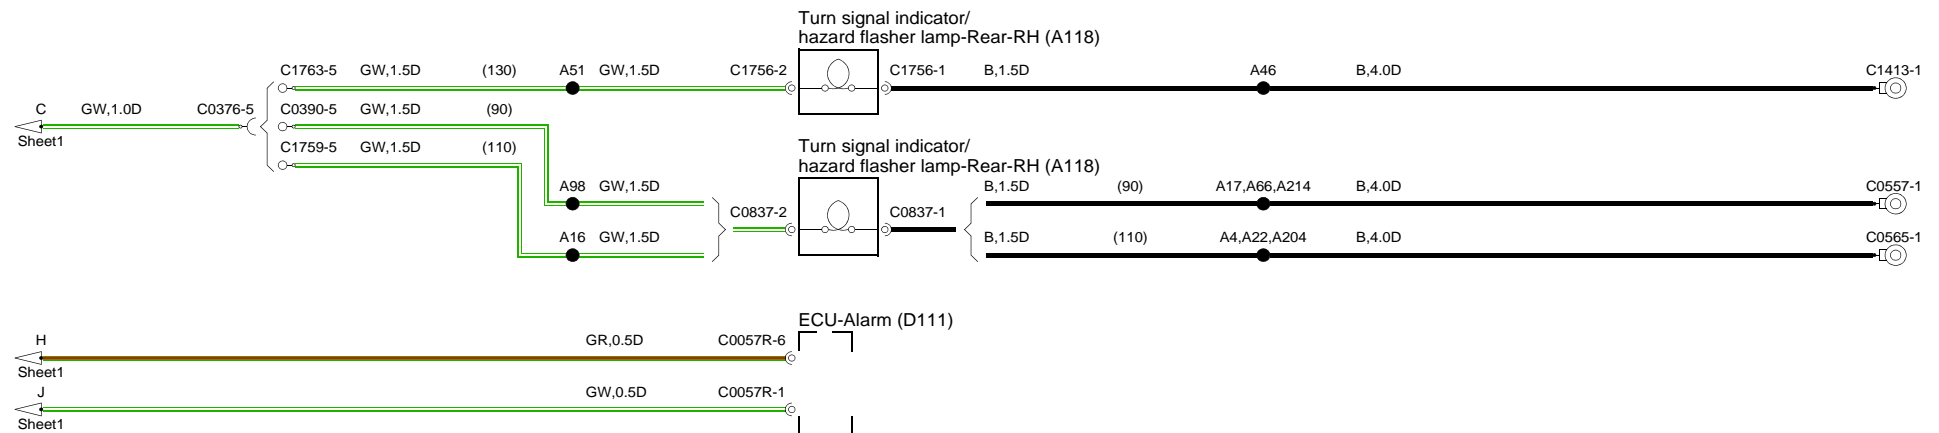 Turn signal indicator/
hazard flasher lamp-Rear-RH (A118)
C1763-5 GW,1.5D (130) A51 GW,1.5D C1756-2 C1756-1 B,1.5D A46 B,4.0D C1413-1
C GW,1.0D C0376-5 C0390-5 GW,1.5D (90)
Sheet1
C1759-5 GW,1.5D (110)
Turn signal indicator/
hazard flasher lamp-Rear-RH (A118)
A98 GW,1.5D B,1.5D (90) A17,A66,A214 B,4.0D C0557-1
C0837-2 C0837-1
A16 GW,1.5D B,1.5D (110) A4,A22,A204 B,4.0D C0565-1
ECU-Alarm (D111)
H GR,0.5D C0057R-6
Sheet1
J GW,0.5D C0057R-1
Sheet1